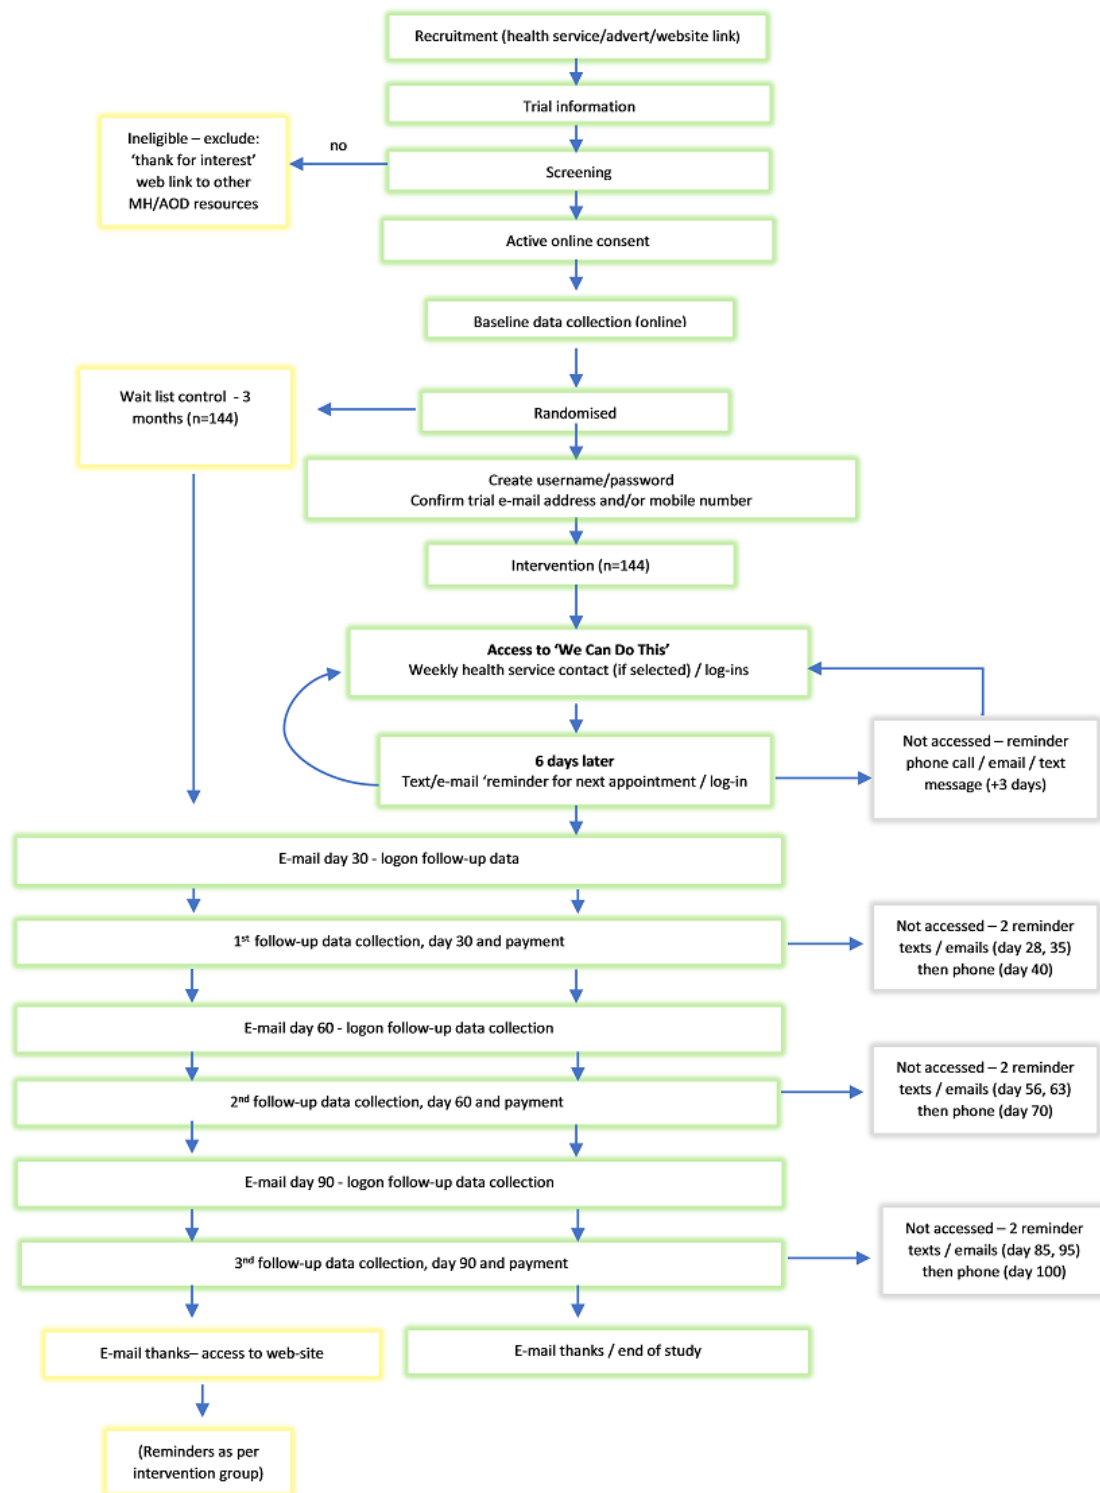 Recruitment (health service/advert/website link)
Trial information
Ineligible – exclude:
'thank for interest'
web link to other
MH/AOD resources
no
Screening
Active online consent
Baseline data collection (online)
Wait list control - 3
months (n=144)
Randomised
Create username/password
Confirm trial e-mail address and/or mobile number
Intervention (n=144)
Access to 'We Can Do This'
Weekly health service contact (if selected) / log-ins
6 days later
Text/e-mail 'reminder for next appointment / log-in
Not accessed – reminder
phone call / email / text
message (+3 days)
E-mail day 30 - logon follow-up data
1st follow-up data collection, day 30 and payment
Not accessed – 2 reminder
texts / emails (day 28, 35)
then phone (day 40)
E-mail day 60 - logon follow-up data collection
2nd follow-up data collection, day 60 and payment
Not accessed – 2 reminder
texts / emails (day 56, 63)
then phone (day 70)
E-mail day 90 - logon follow-up data collection
3nd follow-up data collection, day 90 and payment
Not accessed – 2 reminder
texts / emails (day 85, 95)
then phone (day 100)
E-mail thanks– access to web-site
E-mail thanks / end of study
(Reminders as per
intervention group)